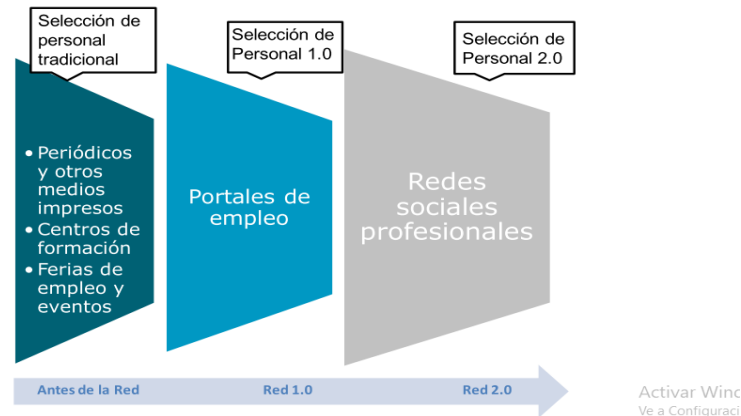 Selección de
personal
tradicional
Selección de
Personal 1.0
Selección de
Personal 2.0
• Periódicos
y otros
medios
impresos
• Centros de
formación
• Ferias de
empleo y
eventos
Portales de
empleo
Redes
sociales
profesionales
Antes de la Red
Red 1.0
Red 2.0
Activar Wind
Ve a Configuraci